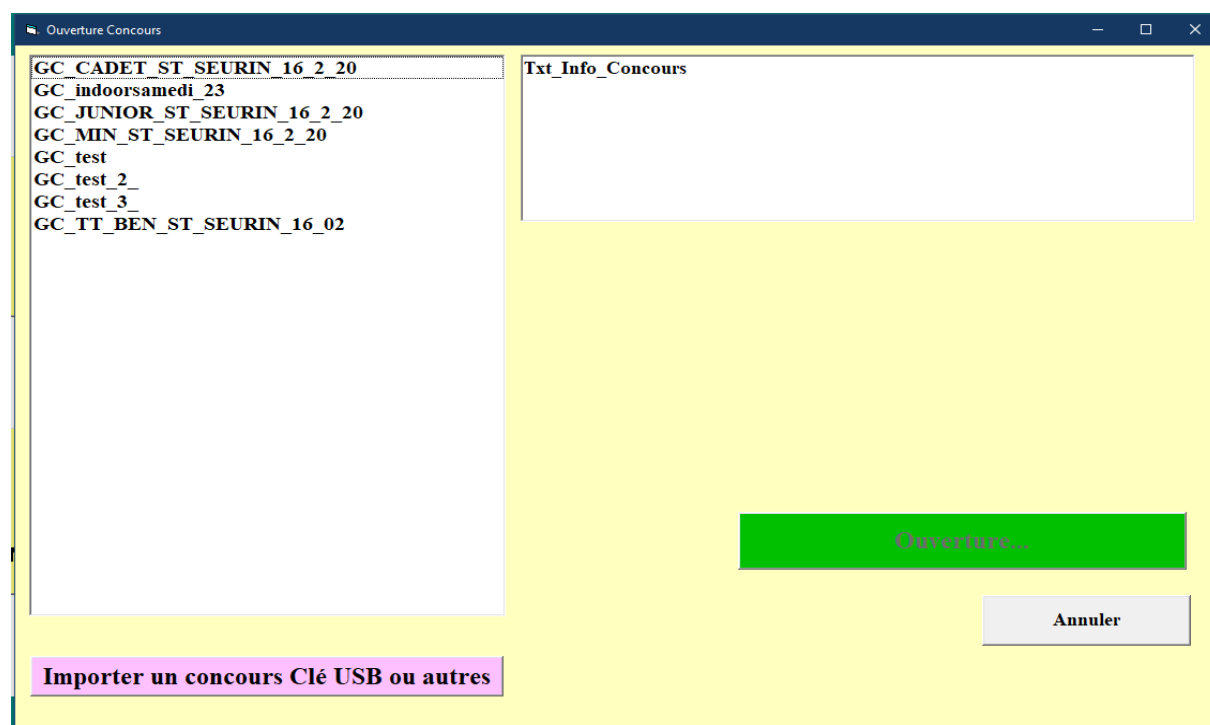 Ouverture Concours
GC_CADET_ST_SEURIN_16_2_20
GC_indoorsamedi_23
GC_JUNIOR_ST_SEURIN_16_2_20
GC_MIN_ST_SEURIN_16_2_20
GC_test
GC_test_2_
GC_test_3_
GC_TT_BEN_ST_SEURIN_16_02
Txt_Info_Concours
Ouverture...
Annuler
Importer un concours Clé USB ou autres